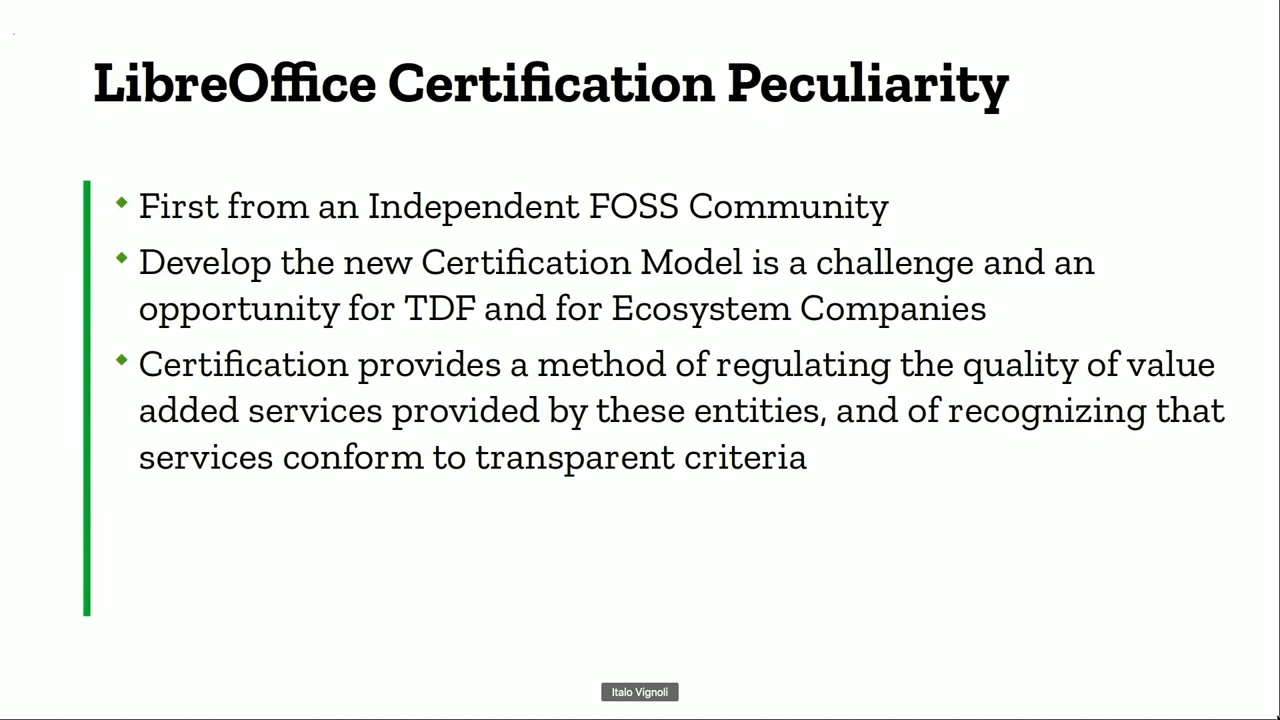 LibreOffice Certification Peculiarity
First from an Independent FOSS Community
Develop the new Certification Model is a challenge and an
opportunity for TDF and for Ecosystem Companies
Certification provides a method of regulating the quality of value
added services provided by these entities, and of recognizing that
services conform to transparent criteria
Italo Vignoli